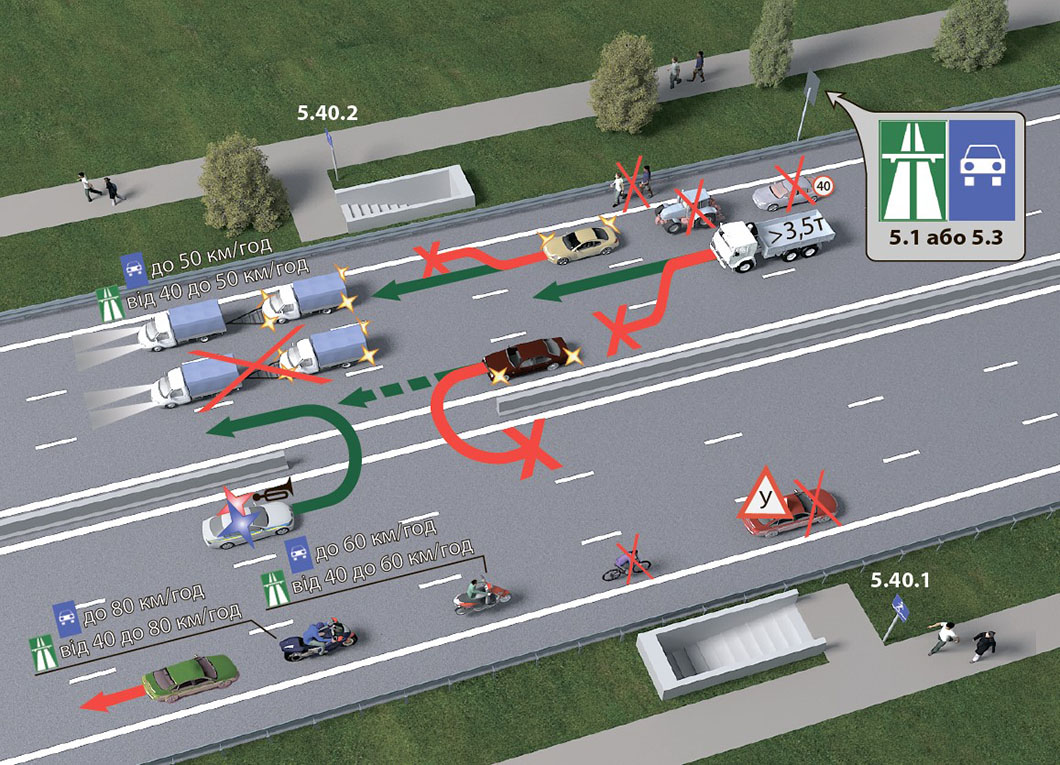 5.40.2
40
>3,5т
5.1 або 5.3
до 50 км/год
від 40 до 50 км/год
У
5.40.1
до 60 км/год
від 40 до 60 км/год
до 80 км/год
від 40 до 80 км/год